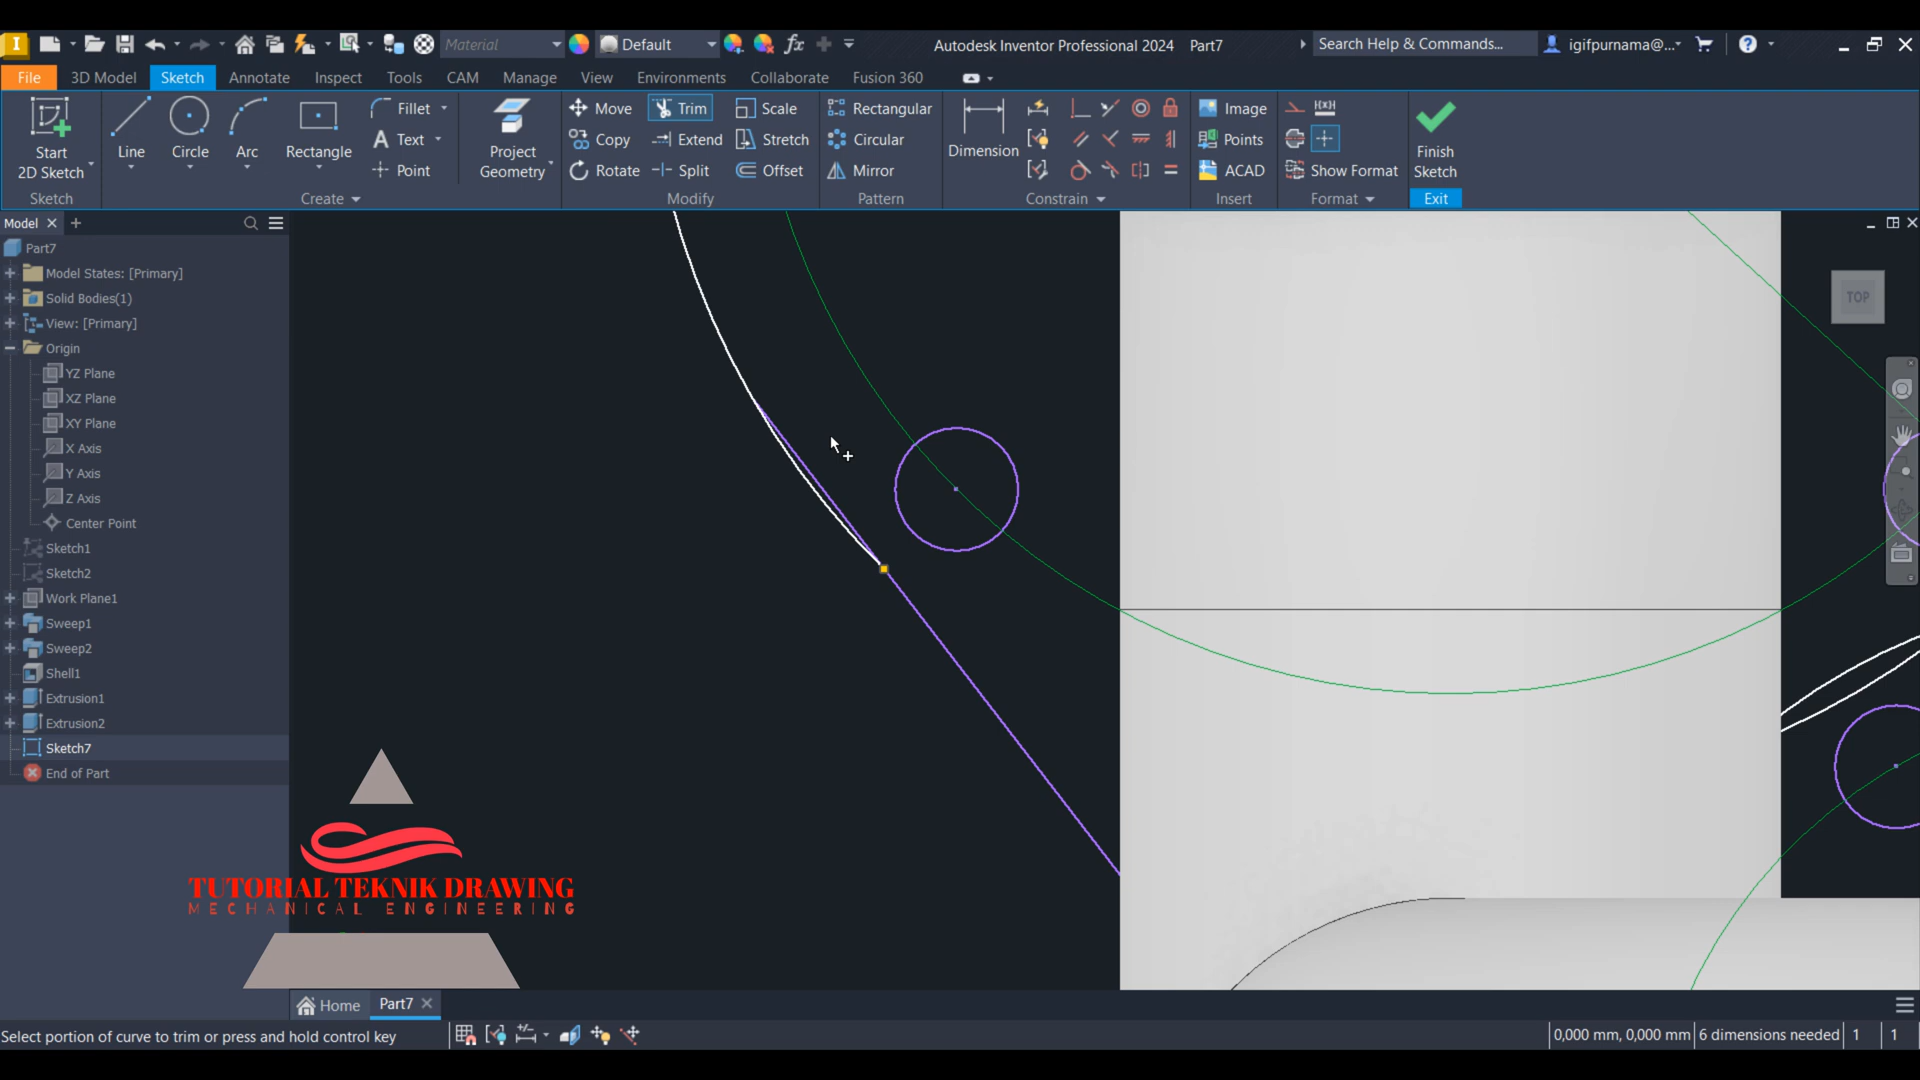 I
Material
Default
fx
Autodesk Inventor Professional 2024 Part7
Search Help & Commands...
igifpurnama@...
?
File
3D Model
Sketch
Annotate
Inspect
Tools
CAM
Manage
View
Environments
Collaborate
Fusion 360
Start
2D Sketch
Sketch
Line
Circle
Arc
Rectangle
Fillet
Text
Point
Create
Project
Geometry
Move
Copy
Rotate
Trim
Extend
Split
Scale
Stretch
Offset
Modify
Rectangular
Circular
Mirror
Pattern
Dimension
Constrain
Image
Points
ACAD
Insert
Show Format
Format
Finish
Sketch
Exit
Model
Part7
Model States: [Primary]
Solid Bodies(1)
View: [Primary]
Origin
YZ Plane
XZ Plane
XY Plane
X Axis
Y Axis
Z Axis
Center Point
Sketch1
Sketch2
Work Plane1
Sweep1
Sweep2
Shell1
Extrusion1
Extrusion2
Sketch7
End of Part
TOP
TUTORIAL TEKNIK DRAWING
MECHANICAL ENGINEERING
Home
Part7
Select portion of curve to trim or press and hold control key
0,000 mm, 0,000 mm
6 dimensions needed
1
1